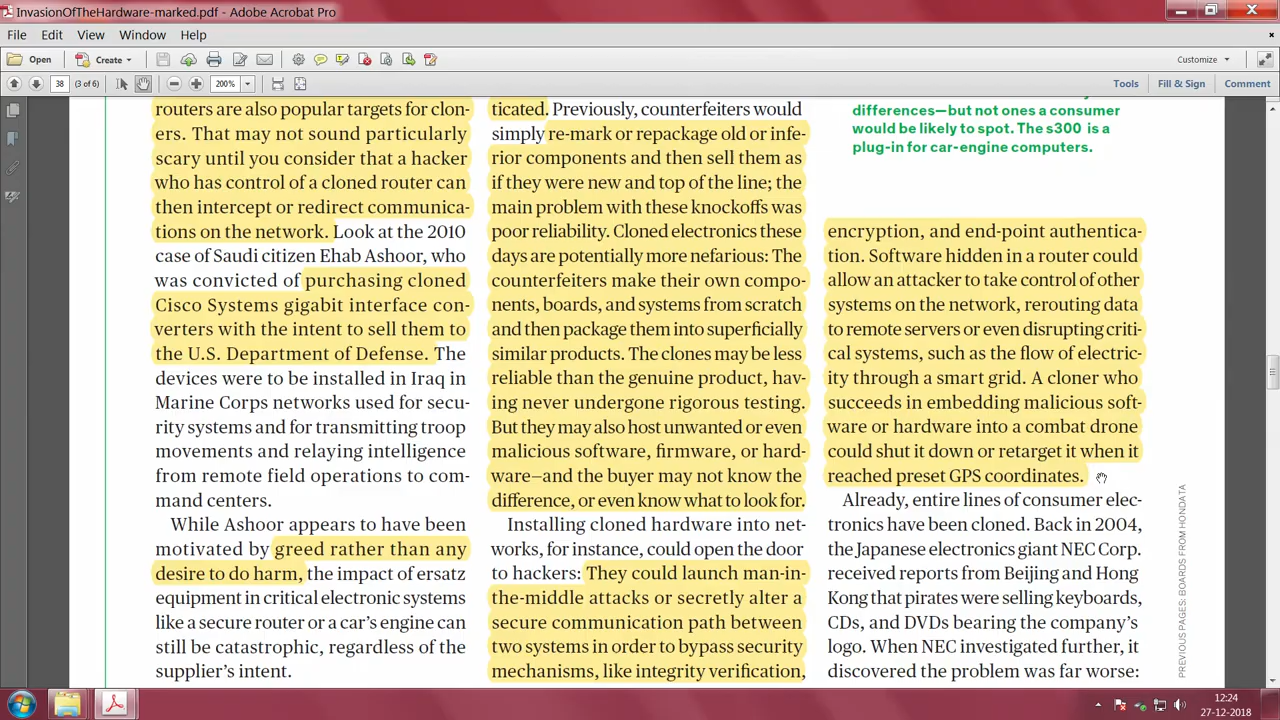 InvasionOfTheHardware-marked.pdf - Adobe Acrobat Pro
File Edit View Window Help
Open Create Customize
38 (3 of 6) 200% Tools Fill & Sign Comment
routers are also popular targets for clon-
ers. That may not sound particularly
scary until you consider that a hacker
who has control of a cloned router can
then intercept or redirect communica-
tions on the network. Look at the 2010
case of Saudi citizen Ehab Ashoor, who
was convicted of purchasing cloned
Cisco Systems gigabit interface con-
verters with the intent to sell them to
the U.S. Department of Defense. The
devices were to be installed in Iraq in
Marine Corps networks used for secu-
rity systems and for transmitting troop
movements and relaying intelligence
from remote field operations to com-
mand centers.
While Ashoor appears to have been
motivated by greed rather than any
desire to do harm, the impact of ersatz
equipment in critical electronic systems
like a secure router or a car's engine can
still be catastrophic, regardless of the
supplier's intent.
ticated. Previously, counterfeiters would
simply re-mark or repackage old or infe-
rior components and then sell them as
if they were new and top of the line; the
main problem with these knockoffs was
poor reliability. Cloned electronics these
days are potentially more nefarious: The
counterfeiters make their own compo-
nents, boards, and systems from scratch
and then package them into superficially
similar products. The clones may be less
reliable than the genuine product, hav-
ing never undergone rigorous testing.
But they may also host unwanted or even
malicious software, firmware, or hard-
ware—and the buyer may not know the
difference, or even know what to look for.
Installing cloned hardware into net-
works, for instance, could open the door
to hackers: They could launch man-in-
the-middle attacks or secretly alter a
secure communication path between
two systems in order to bypass security
mechanisms, like integrity verification,
differences—but not ones a consumer
would be likely to spot. The s300 is a
plug-in for car-engine computers.
encryption, and end-point authentica-
tion. Software hidden in a router could
allow an attacker to take control of other
systems on the network, rerouting data
to remote servers or even disrupting criti-
cal systems, such as the flow of electric-
ity through a smart grid. A cloner who
succeeds in embedding malicious soft-
ware or hardware into a combat drone
could shut it down or retarget it when it
reached preset GPS coordinates.
Already, entire lines of consumer elec-
tronics have been cloned. Back in 2004,
the Japanese electronics giant NEC Corp.
received reports from Beijing and Hong
Kong that pirates were selling keyboards,
CDs, and DVDs bearing the company's
logo. When NEC investigated further, it
discovered the problem was far worse:
PREVIOUS PAGES: BOARDS FROM HONDATA
12:24
27-12-2018